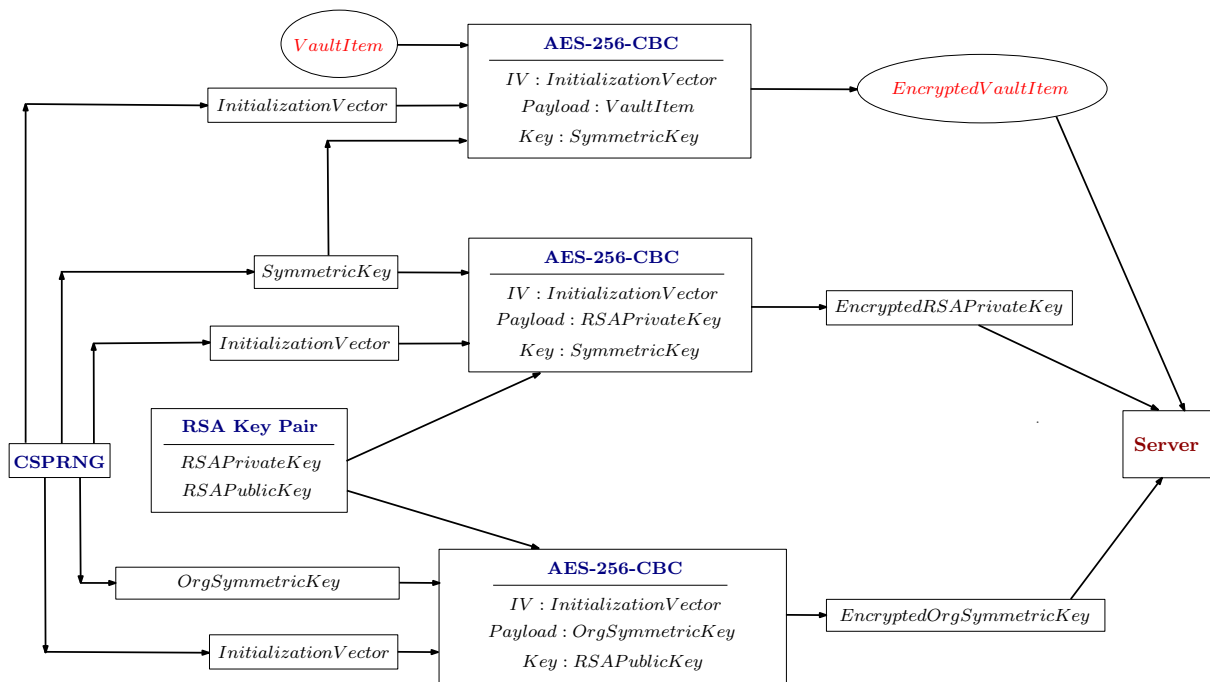 VaultItem
AES-256-CBC
IV : InitializationVector
Payload : VaultItem
Key : SymmetricKey
InitializationVector
EncryptedVaultItem
SymmetricKey
AES-256-CBC
IV : InitializationVector
Payload : RSAPrivateKey
Key : SymmetricKey
InitializationVector
EncryptedRSAPrivateKey
RSA Key Pair
RSAPrivateKey
RSAPublicKey
CSPRNG
Server
OrgSymmetricKey
AES-256-CBC
IV : InitializationVector
Payload : OrgSymmetricKey
Key : RSAPublicKey
InitializationVector
EncryptedOrgSymmetricKey